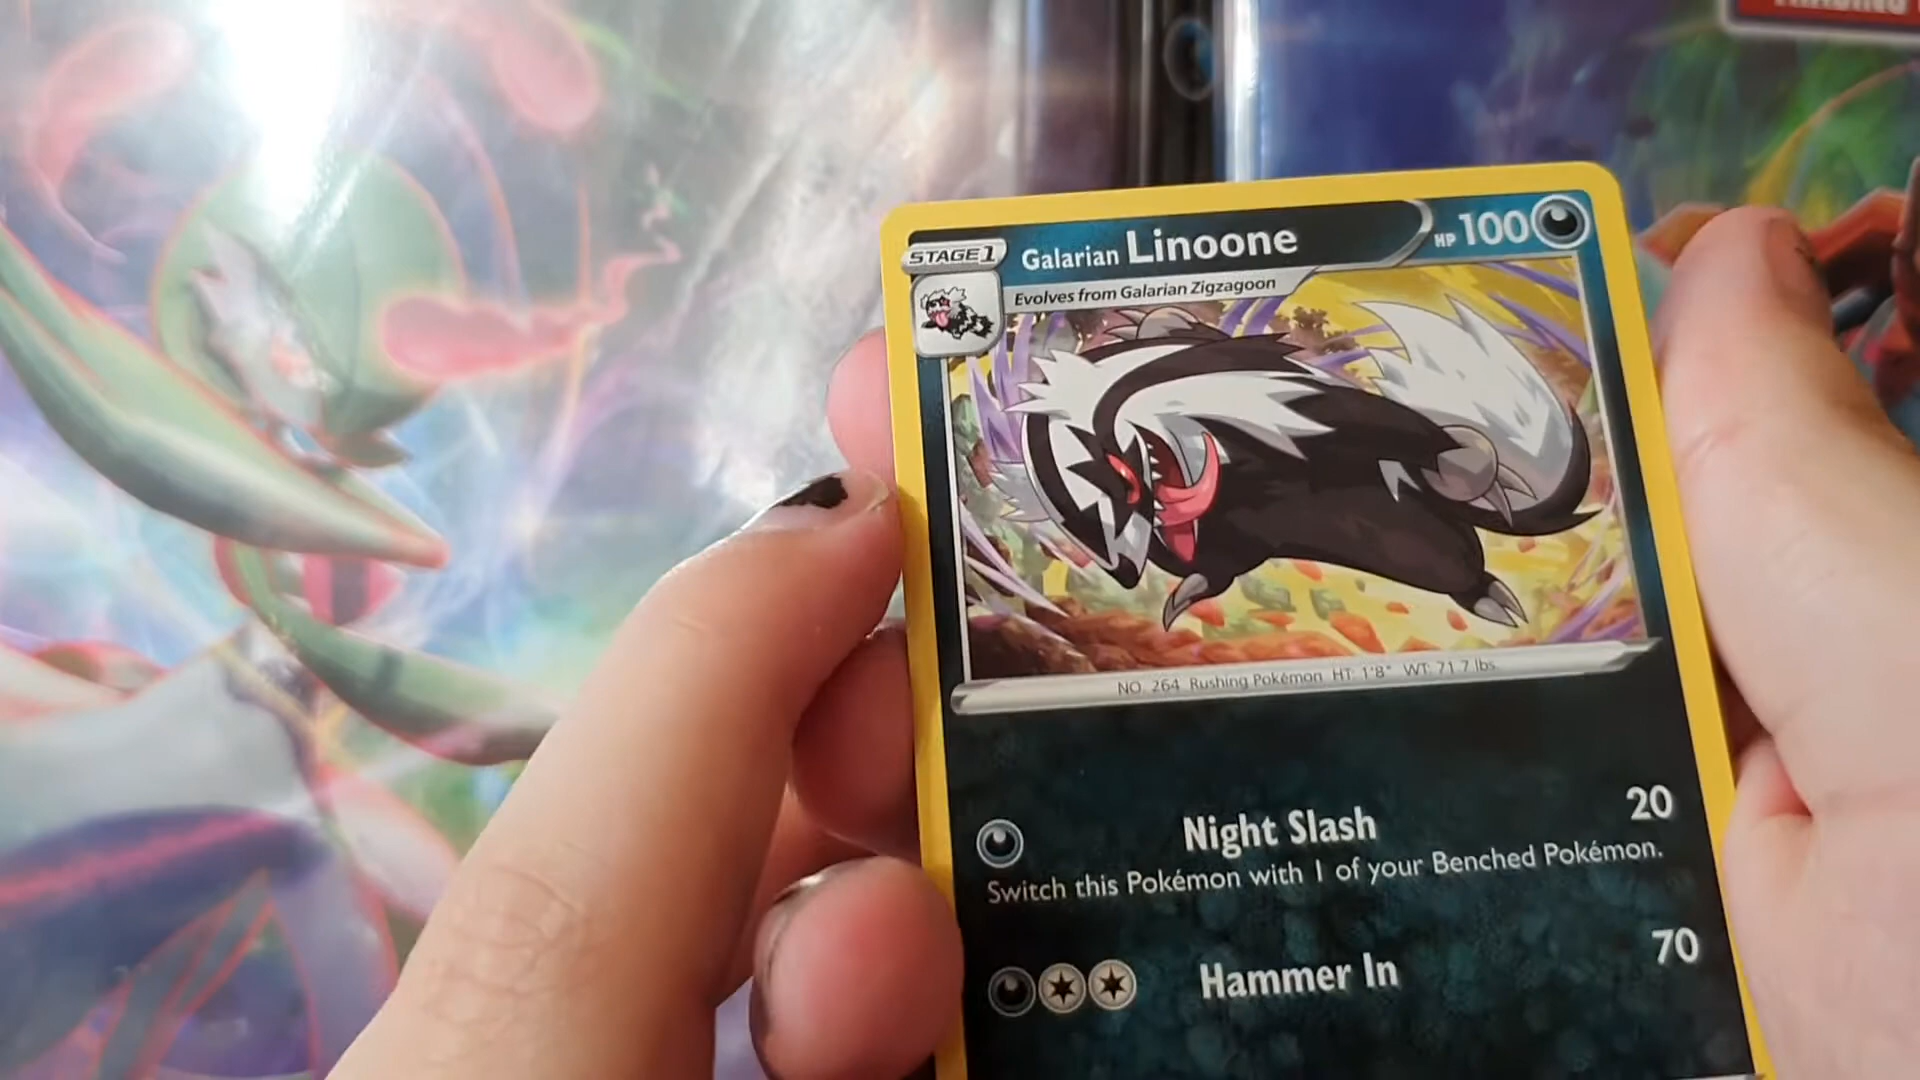 STAGE 1
Galarian Linoone
HP 100
Evolves from Galarian Zigzagoon
NO. 264 Rushing Pokémon HT: 1'8" WT: 71.7 lbs.
Night Slash 20
Switch this Pokémon with 1 of your Benched Pokémon.
Hammer In 70